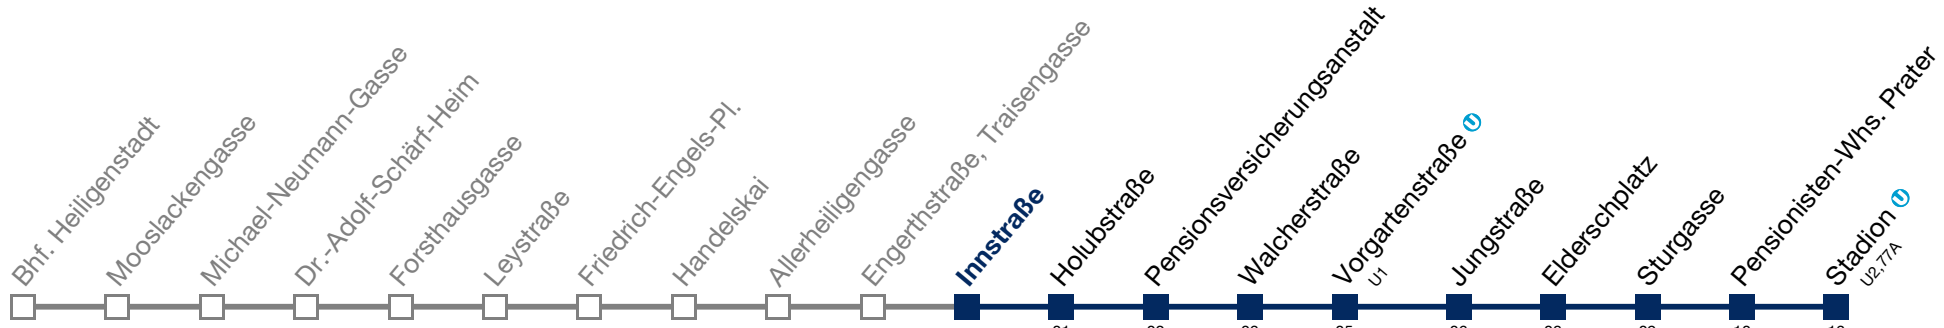 Bhf. Heiligenstadt
Mooslackengasse
Michael-Neumann-Gasse
Dr.-Adolf-Schärf-Heim
Forsthausgasse
Leystraße
Friedrich-Engels-Pl.
Handelskai
Allerheiligengasse
Engerthstraße, Traisengasse
Innstraße
Holubstraße
Pensionsversicherungsanstalt
Walcherstraße
Vorgartenstraße U
U1
Jungstraße
Elderschplatz
Sturgasse
Pensionisten-Whs. Prater
Stadion U
U2,77A